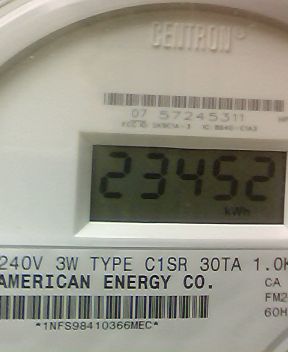 CENTRON®
07 57245311
23452
kWh
240V 3W TYPE C1SR 30TA 1.0K
CA
AMERICAN ENERGY CO.
FM2
60H
*1NFS98410366MEC*